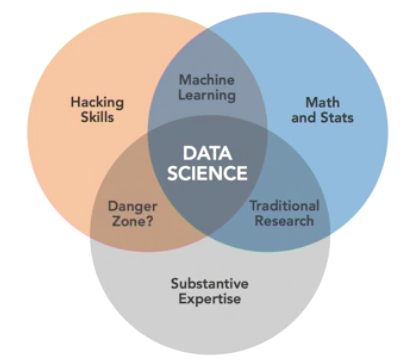 Machine
Learning
Hacking
Skills
Math
and Stats
DATA
SCIENCE
Danger
Zone?
Traditional
Research
Substantive
Expertise